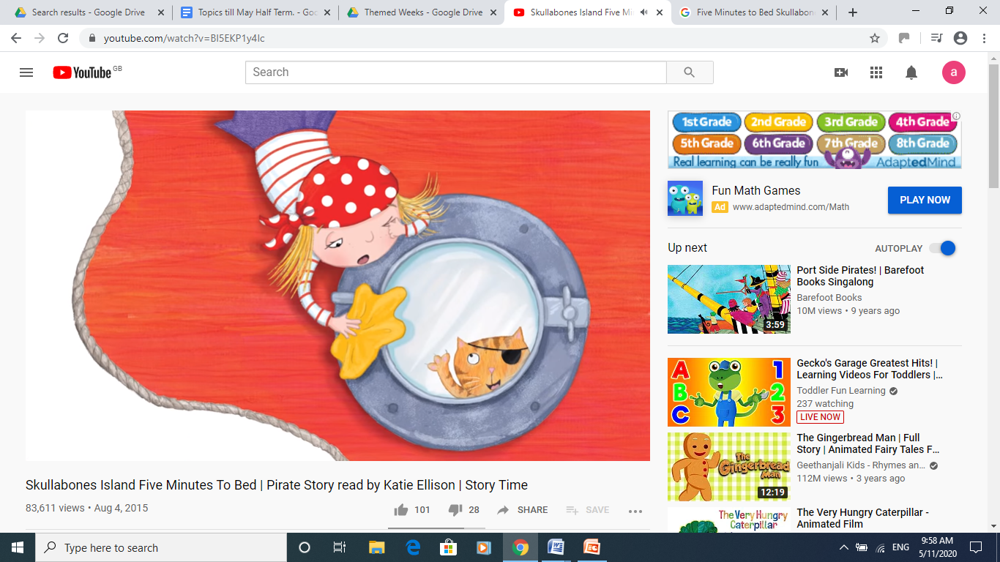 Search results - Google Drive
Topics till May Half Term. - Goo
Themed Weeks - Google Drive
Skullabones Island Five Mi
Five Minutes to Bed Skullabon
youtube.com/watch?v=BI5EKP1y4lc
YouTube GB
Search
a
1st Grade 2nd Grade 3rd Grade 4th Grade
5th Grade 6th Grade 7th Grade 8th Grade
Real learning can be really fun AdaptedMind
Fun Math Games
Ad www.adaptedmind.com/Math
PLAY NOW
Up next
AUTOPLAY
3:59
Port Side Pirates! | Barefoot
Books Singalong
Barefoot Books
10M views • 9 years ago
A 1
B 2
C 3
Gecko's Garage Greatest Hits! |
Learning Videos For Toddlers |...
Toddler Fun Learning
237 watching
LIVE NOW
The
Gingerbread
Man
12:19
The Gingerbread Man | Full
Story | Animated Fairy Tales F...
Geethanjali Kids - Rhymes an...
112M views • 3 years ago
The Very Hungry
Caterpillar
The Very Hungry Caterpillar -
Animated Film
Skullabones Island Five Minutes To Bed | Pirate Story read by Katie Ellison | Story Time
83,611 views • Aug 4, 2015
101 28 SHARE SAVE
Type here to search
ENG
9:58 AM
5/11/2020